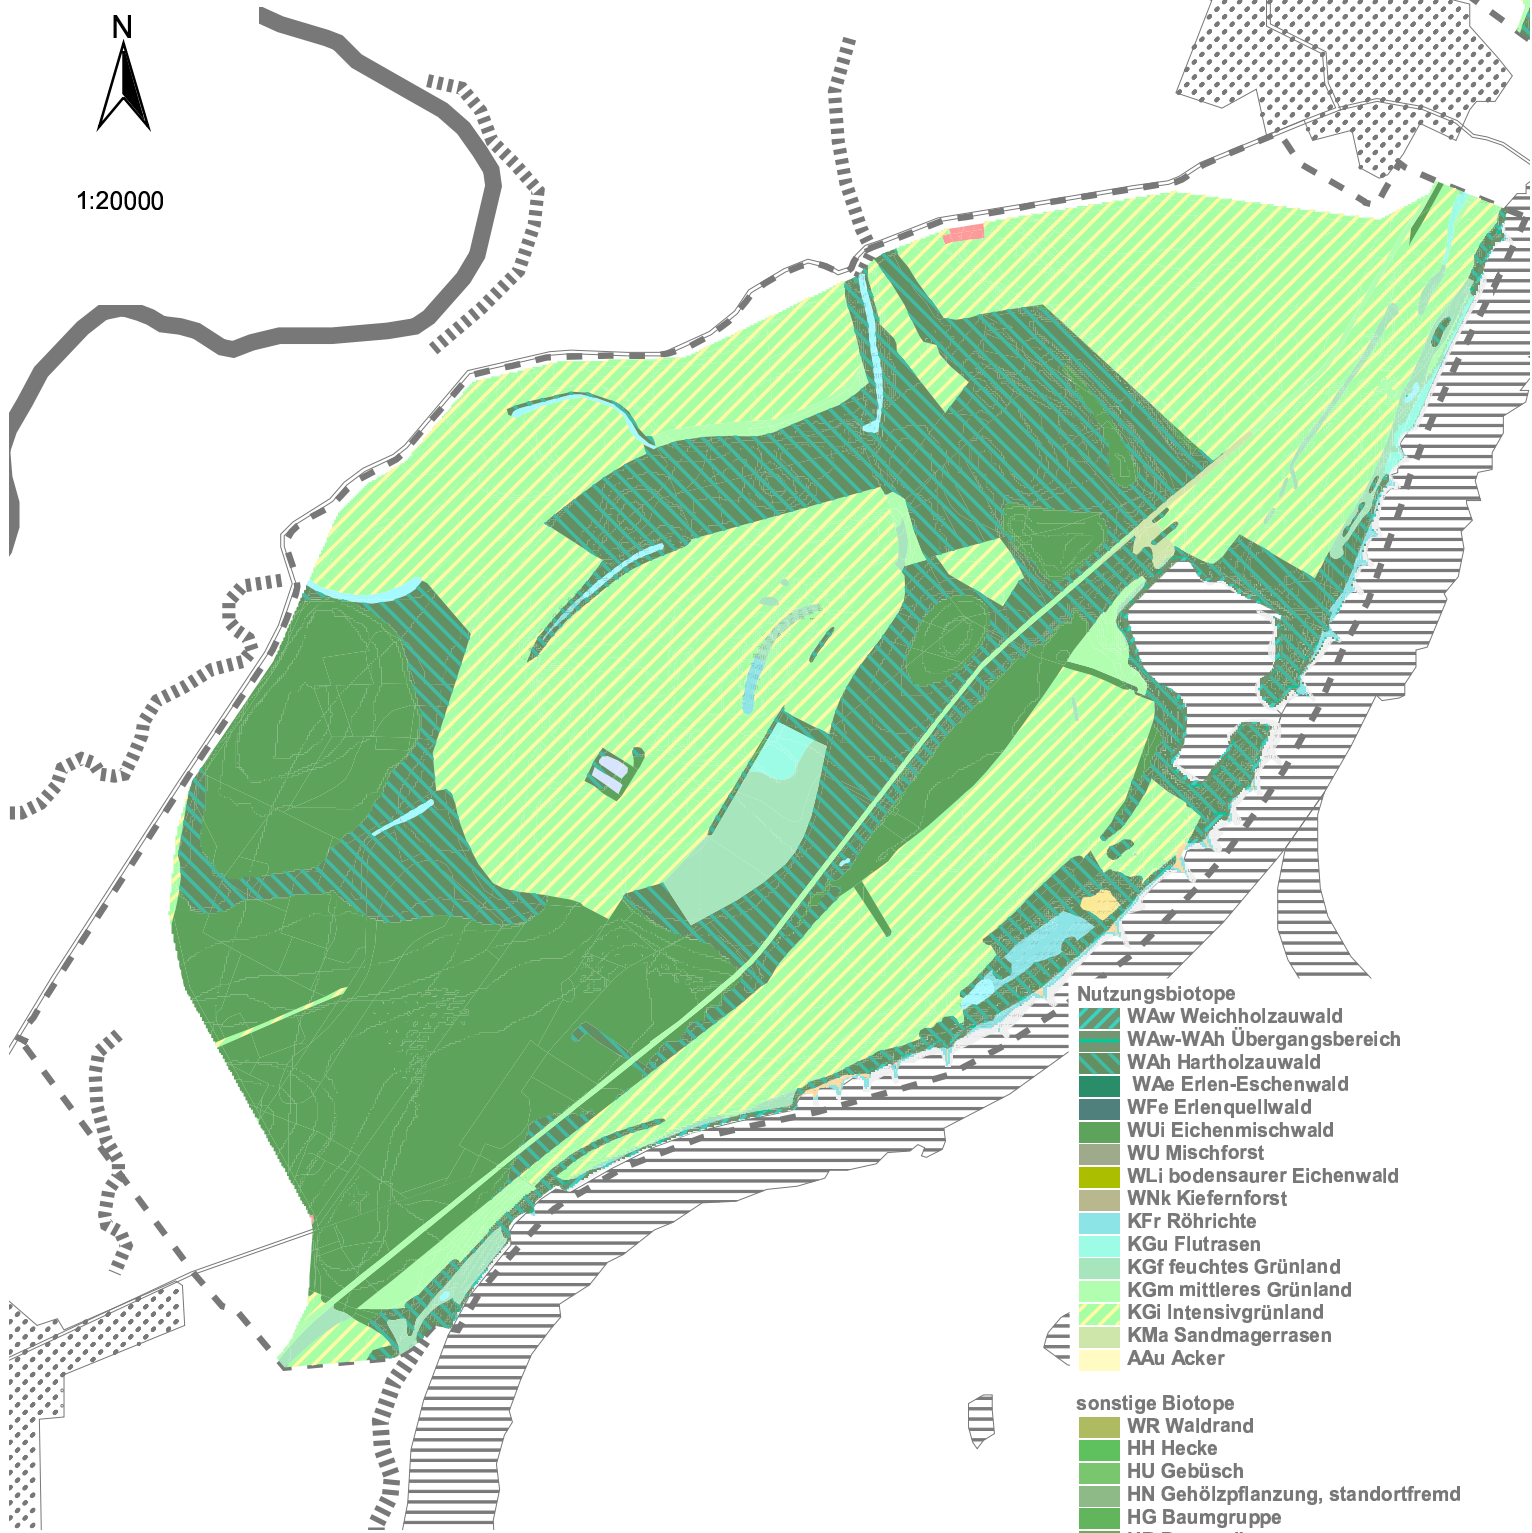 N
1:20000
Nutzungsbiotope
WAw Weichholzauwald
WAw-WAh Übergangsbereich
WAh Hartholzauwald
WAe Erlen-Eschenwald
WFe Erlenquellwald
WUi Eichenmischwald
WU Mischforst
WLi bodensaurer Eichenwald
WNk Kiefernforst
KFr Röhrichte
KGu Flutrasen
KGf feuchtes Grünland
KGm mittleres Grünland
KGi Intensivgrünland
KMa Sandmagerrasen
AAu Acker
sonstige Biotope
WR Waldrand
HH Hecke
HU Gebüsch
HN Gehölzpflanzung, standortfremd
HG Baumgruppe